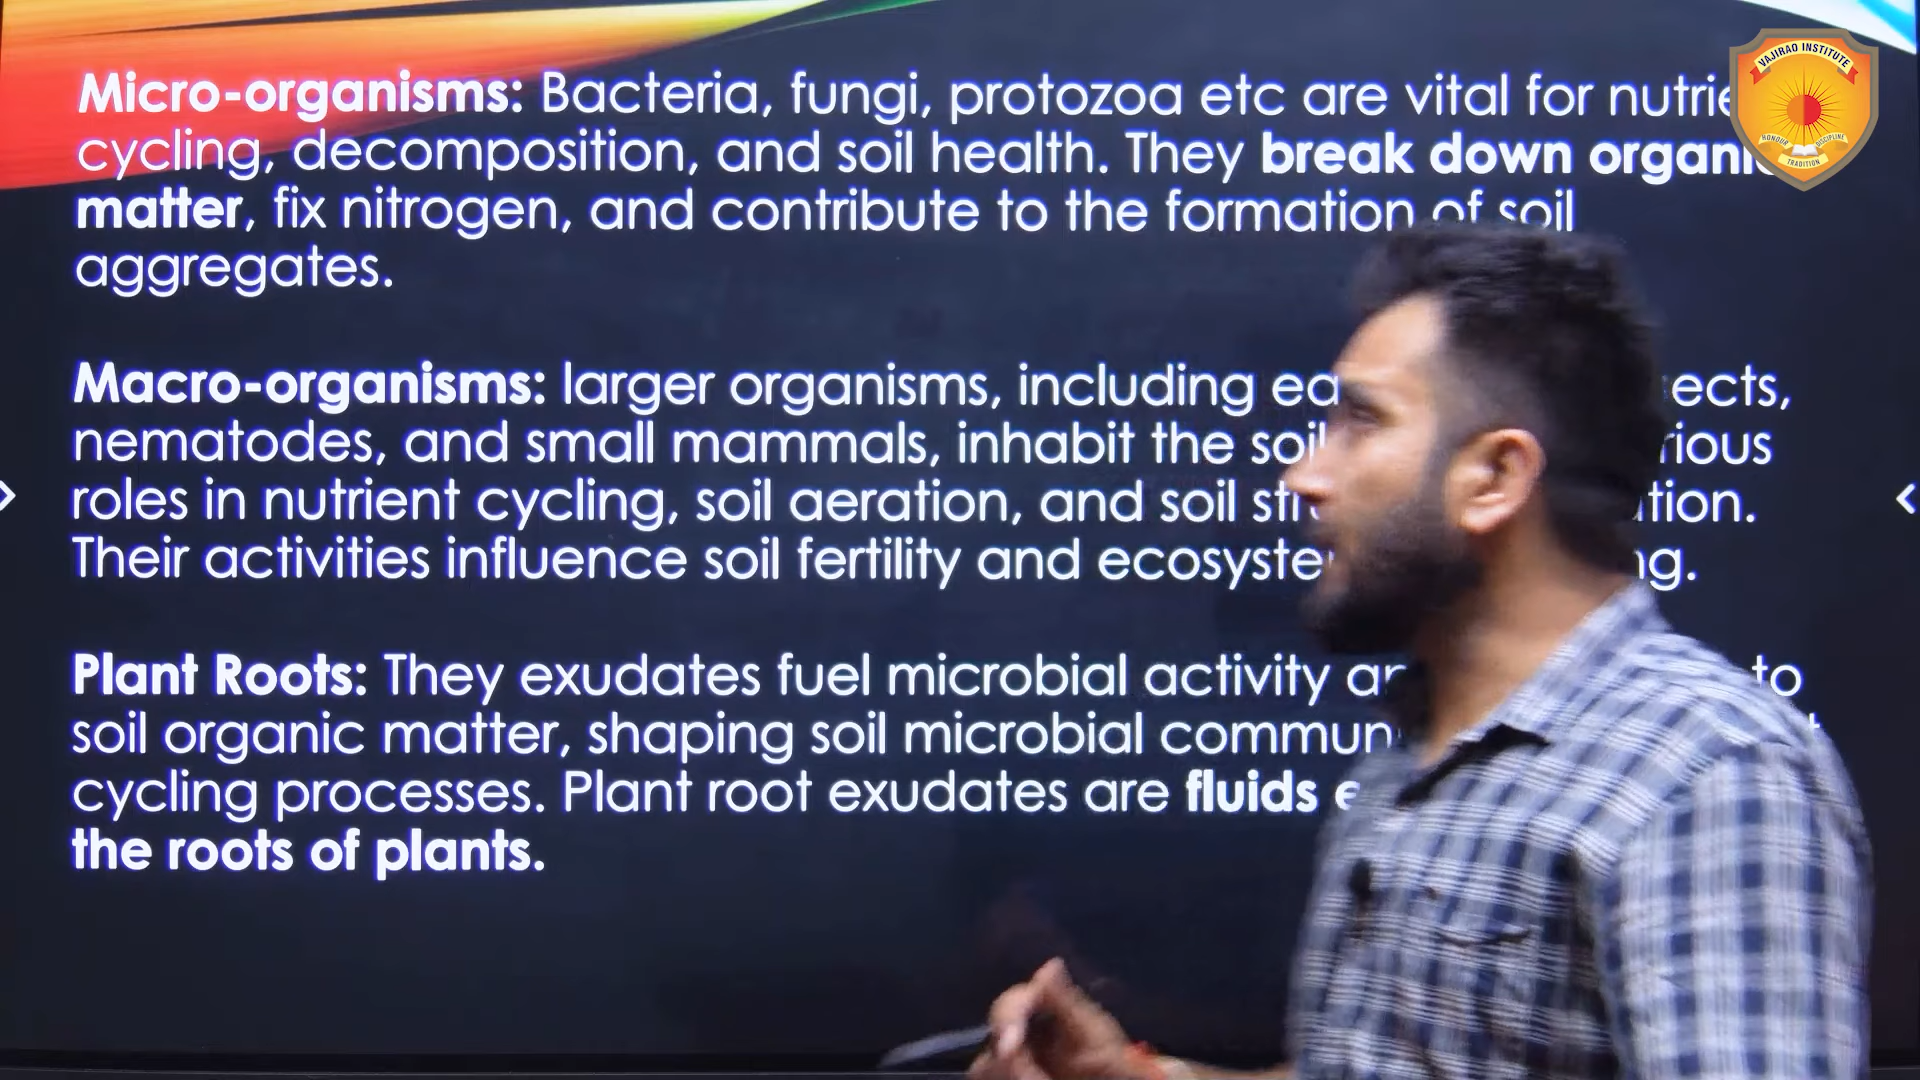 Micro-organisms: Bacteria, fungi, protozoa etc are vital for
cycling, decomposition, and soil health. They break down
matter, fix nitrogen, and contribute to the formation of soil
aggregates.
Macro-organisms: larger organisms, including
nematodes, and small mammals, inhabit the soil
roles in nutrient cycling, soil aeration, and soil
Their activities influence soil fertility and
Plant Roots: They exudates fuel microbial activity to
soil organic matter, shaping soil microbial
cycling processes. Plant root exudates are fluids
the roots of plants.
VAJIRAO INSTITUTE
HONOUR DISCIPLINE
TRADITION